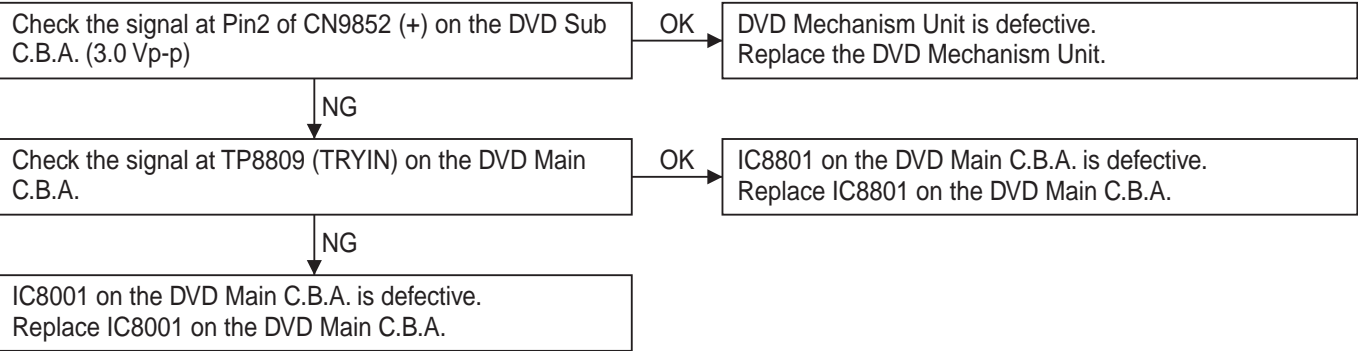 Check the signal at Pin2 of CN9852 (+) on the DVD Sub
C.B.A. (3.0 Vp-p)
OK
DVD Mechanism Unit is defective.
Replace the DVD Mechanism Unit.
NG
Check the signal at TP8809 (TRYIN) on the DVD Main
C.B.A.
OK
IC8801 on the DVD Main C.B.A. is defective.
Replace IC8801 on the DVD Main C.B.A.
NG
IC8001 on the DVD Main C.B.A. is defective.
Replace IC8001 on the DVD Main C.B.A.